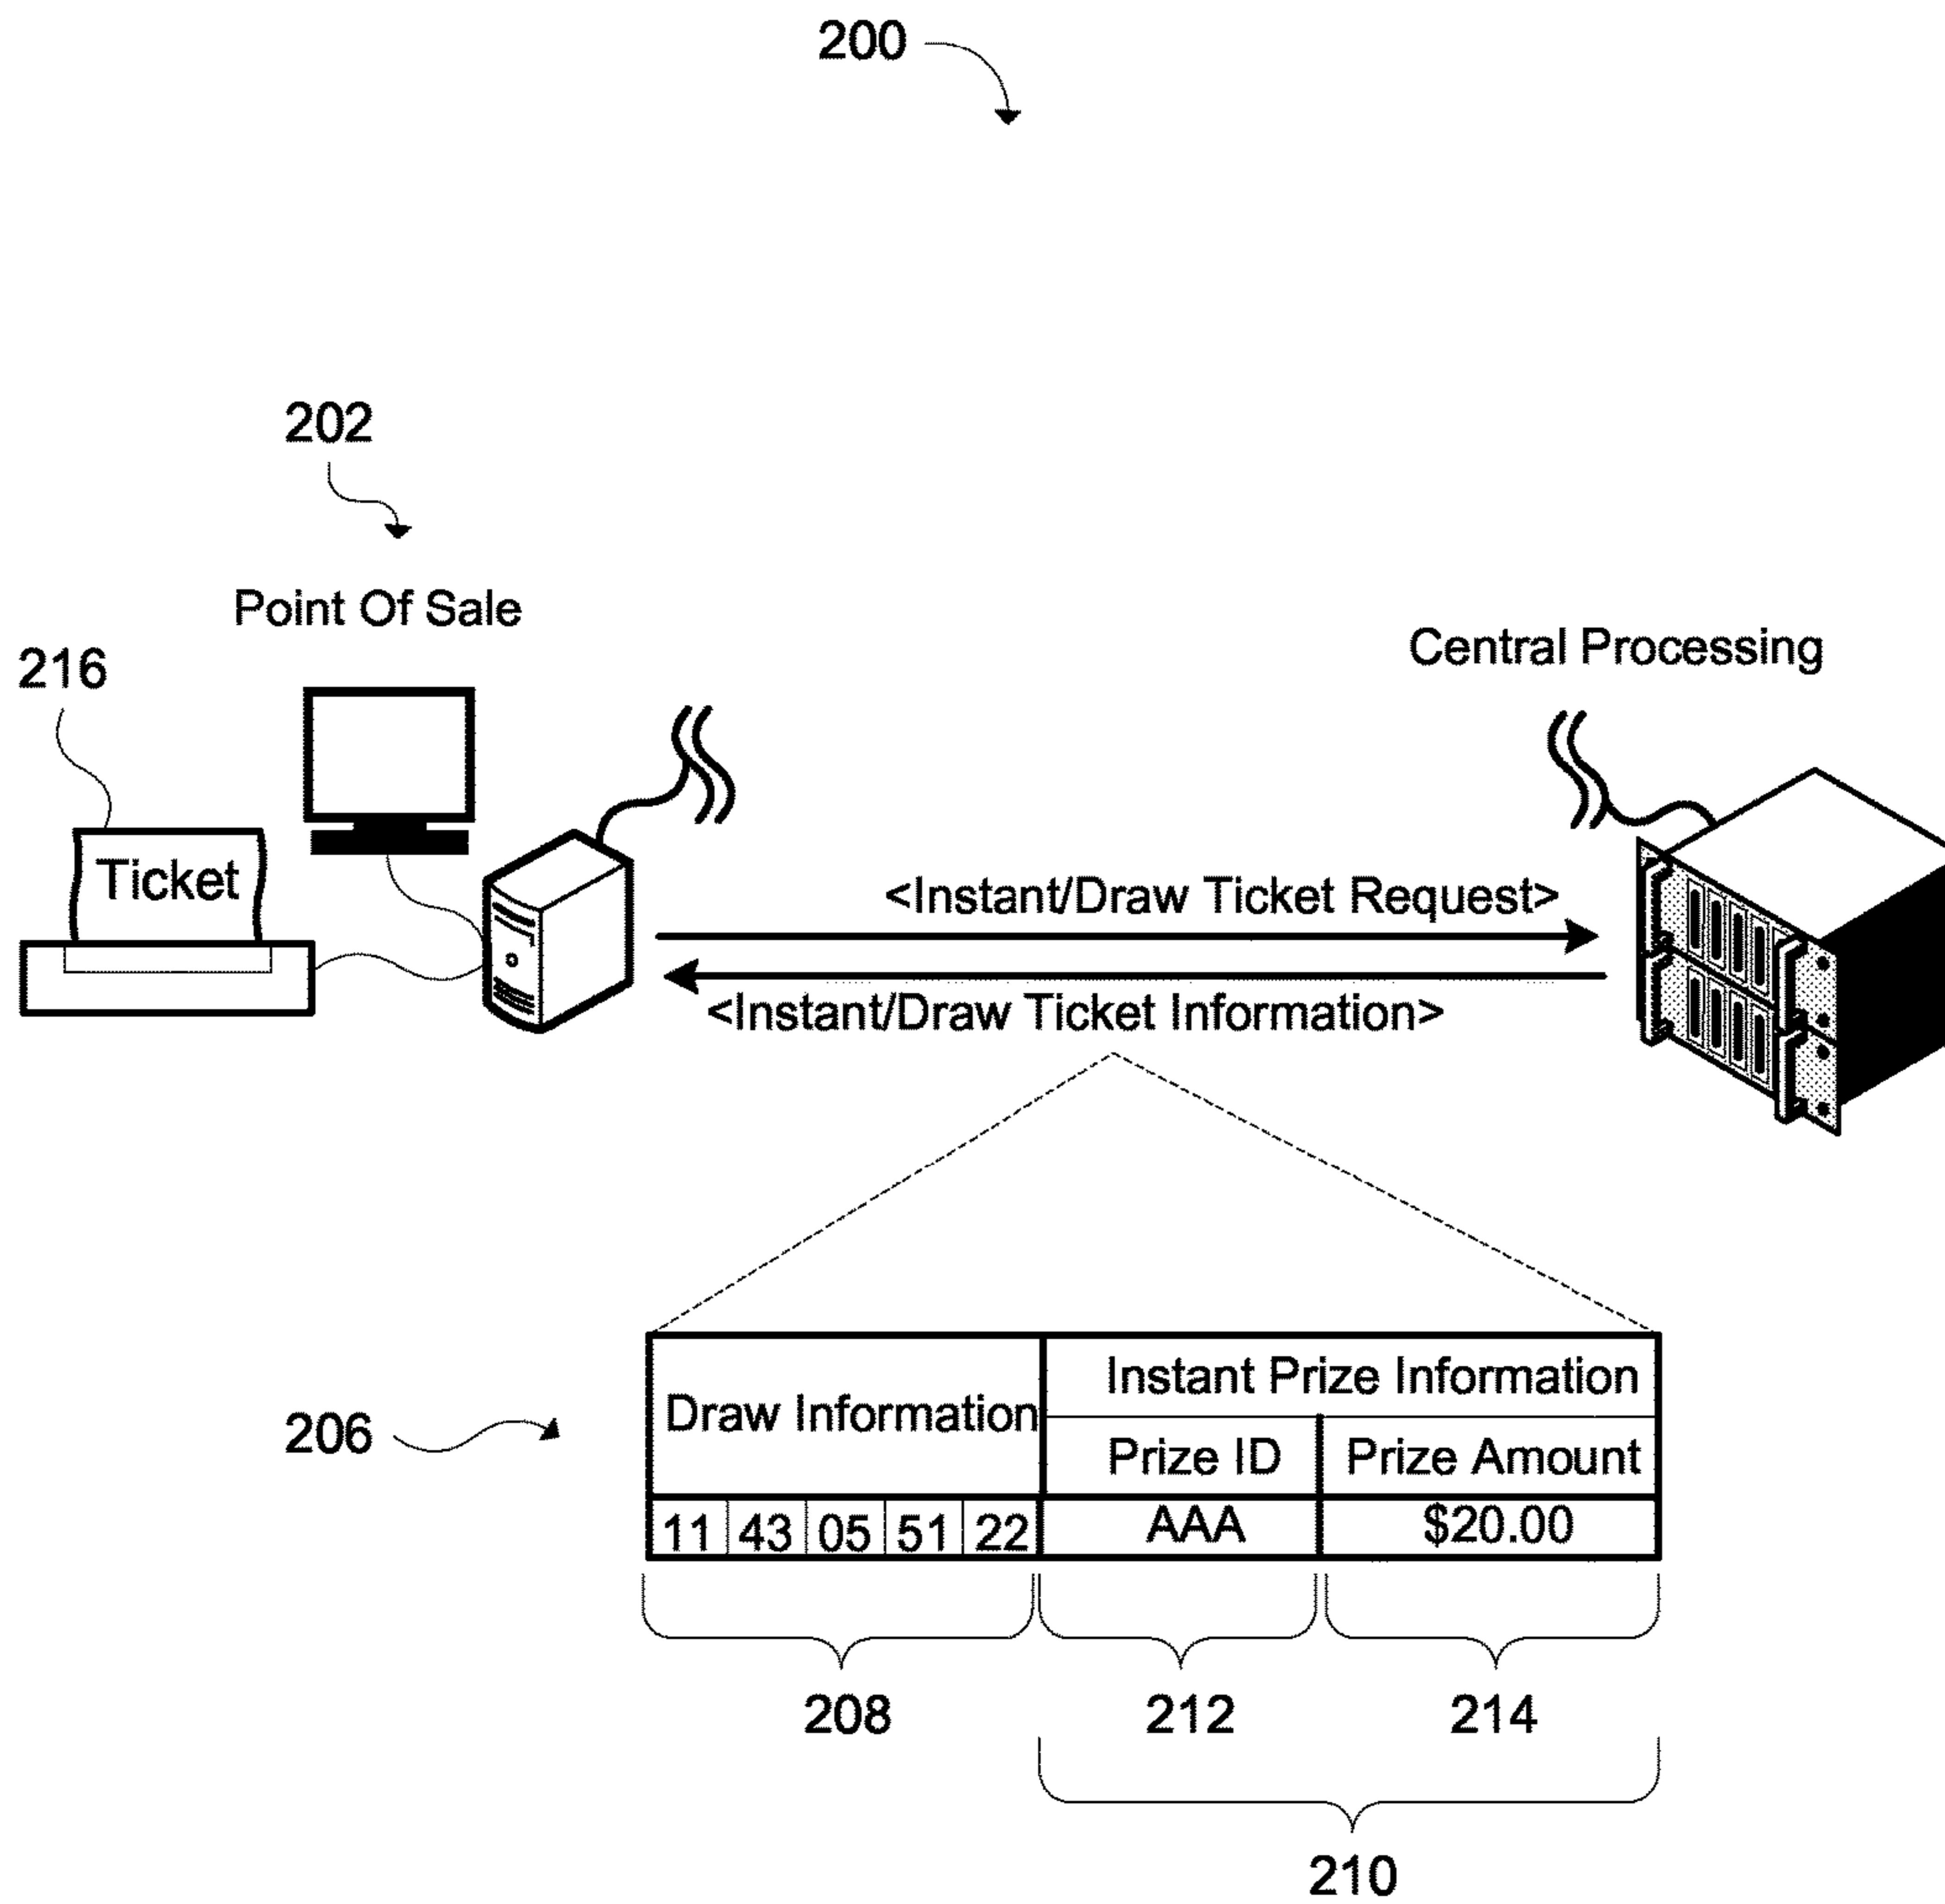 200
202
Point Of Sale
216
Central Processing
Ticket
<Instant/Draw Ticket Request>
<Instant/Draw Ticket Information>
206
Draw Information
Instant Prize Information
Prize ID
Prize Amount
11 43 05 51 22 AAA $20.00
208
212
214
210